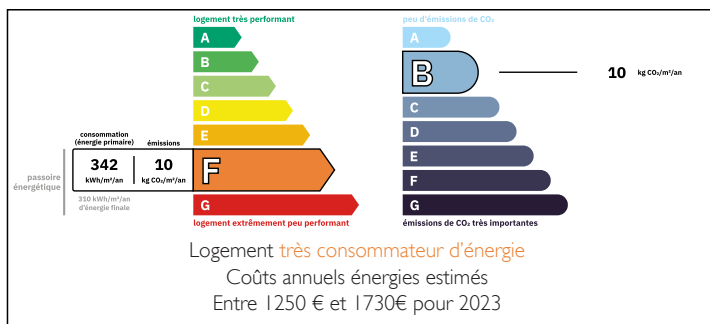 logement très performant
A
B
C
D
E
consommation
(énergie primaire)
émissions
passoire
énergétique
342
kWh/m²/an
10
kg CO₂/m²/an
F
310 kWh/m²/an
d'énergie finale
G
logement extrêmement peu performant
peu d'émissions de CO₂
A
B
10 kg CO₂/m²/an
C
D
E
F
G
émissions de CO₂ très importantes
Logement très consommateur d'énergie
Coûts annuels énergies estimés
Entre 1250 € et 1730€ pour 2023